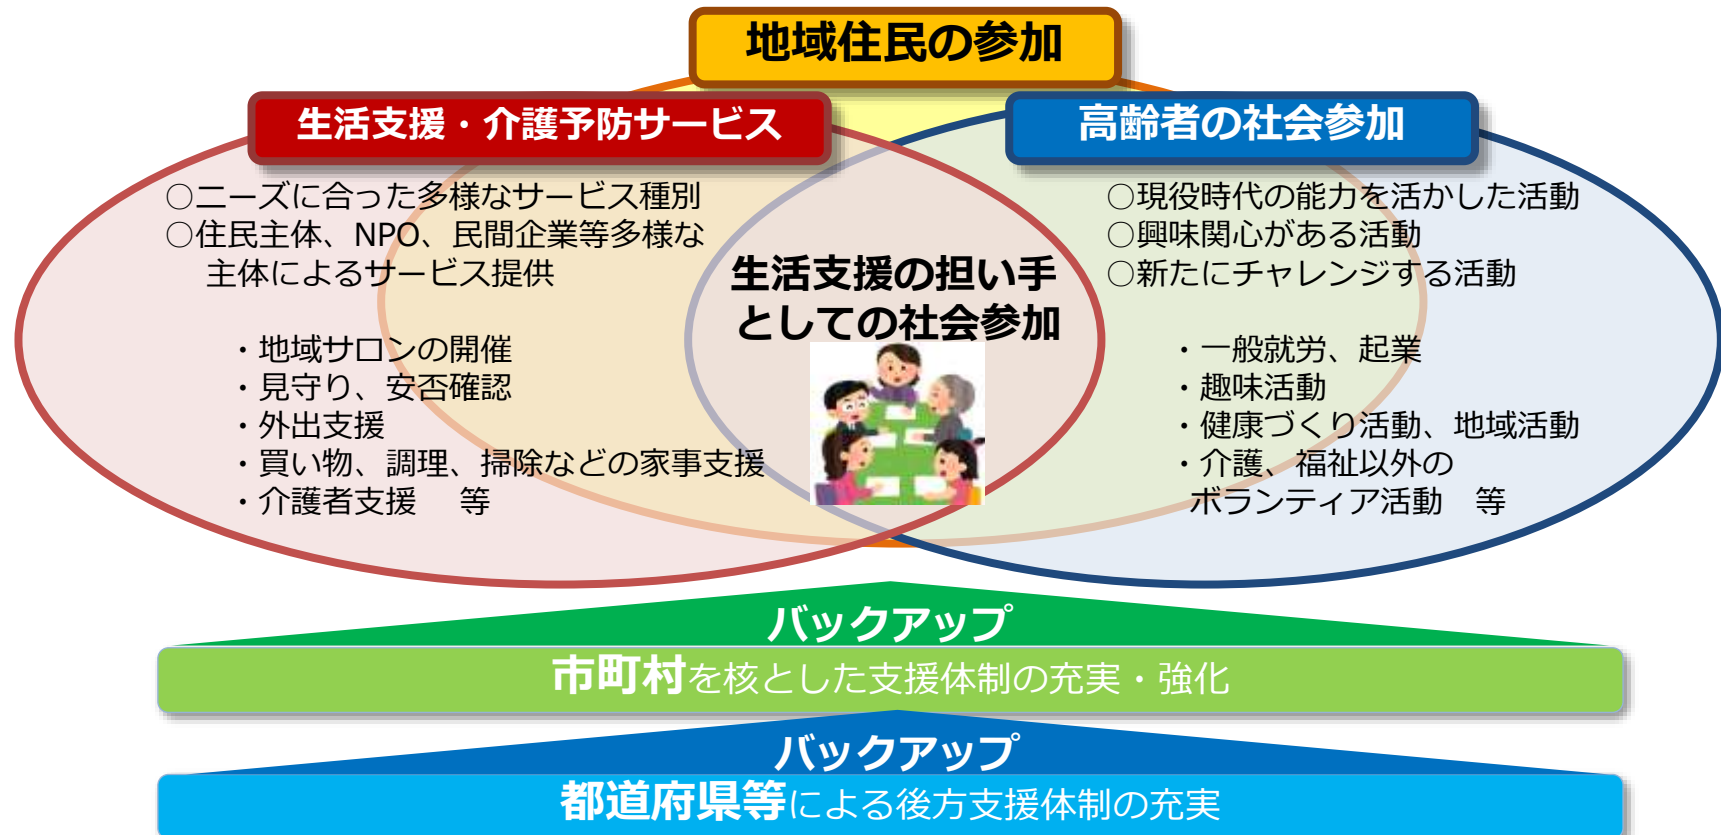 地域住民の参加
生活支援・介護予防サービス
○ニーズに合った多様なサービス種別
○住民主体、NPO、民間企業等多様な
主体によるサービス提供
・地域サロンの開催
・見守り、安否確認
・外出支援
・買い物、調理、掃除などの家事支援
・介護者支援　等
生活支援の担い手
としての社会参加
高齢者の社会参加
○現役時代の能力を活かした活動
○興味関心がある活動
○新たにチャレンジする活動
・一般就労、起業
・趣味活動
・健康づくり活動、地域活動
・介護、福祉以外の
ボランティア活動　等
バックアップ
市町村を核とした支援体制の充実・強化
バックアップ
都道府県等による後方支援体制の充実